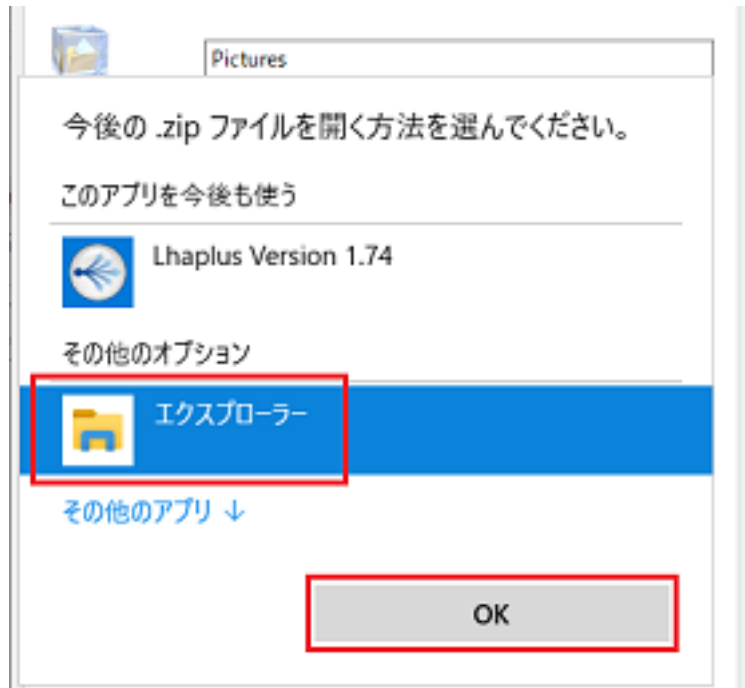 Pictures
今後の .zip ファイルを開く方法を選んでください。
このアプリを今後も使う
Lhaplus Version 1.74
その他のオプション
エクスプローラー
その他のアプリ ↓
OK